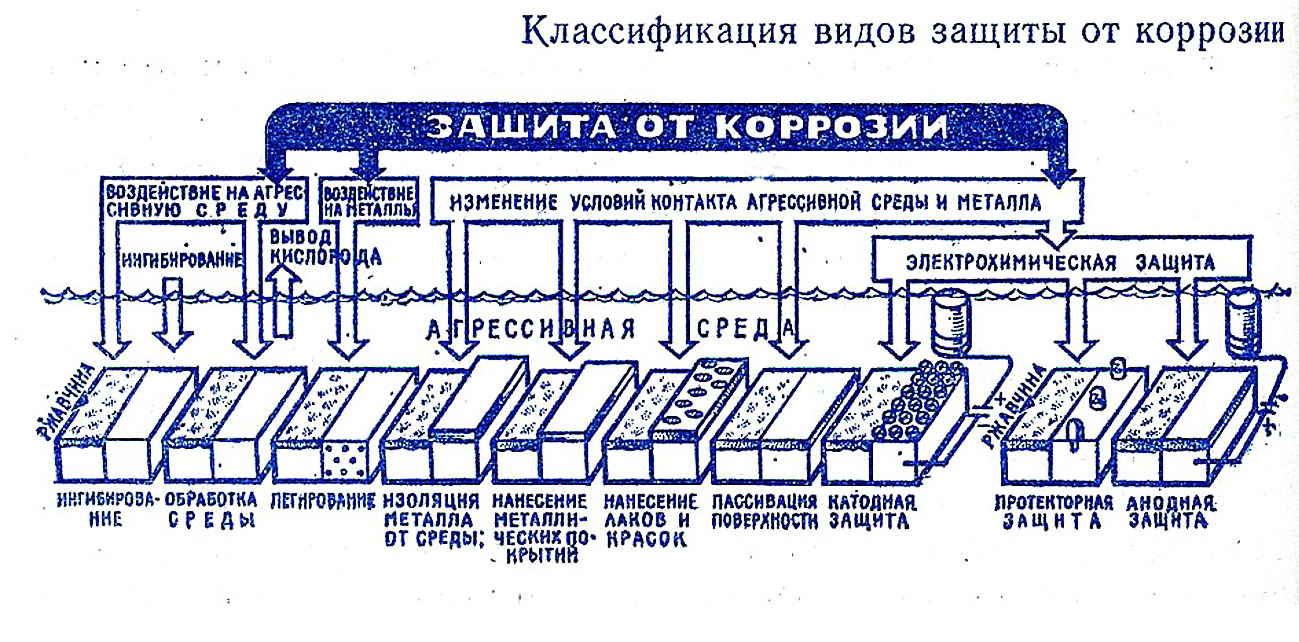 Классификация видов защиты от коррозии
ЗАЩИТА ОТ КОРРОЗИИ
ВОЗДЕЙСТВИЕ НА АГРЕС
СИВНУЮ СРЕДУ
ВОЗДЕЙСТВИЕ
НА МЕТАЛЛЫ
ИЗМЕНЕНИЕ УСЛОВИЙ КОНТАКТА АГРЕССИВНОЙ СРЕДЫ И МЕТАЛЛА
ИНГИБИРОВАНИЕ
ВЫВОД
КИСЛОРОДА
ЭЛЕКТРОХИМИЧЕСКАЯ ЗАЩИТА
АГРЕССИВНАЯ СРЕДА
РЖАВЧИНА
РЖАВЧИНА
ИНГИБИРОВА-
НИЕ
ОБРАБОТКА
СРЕДЫ
ЛЕГИРОВАНИЕ
ИЗОЛЯЦИЯ
МЕТАЛЛА
ОТ СРЕДЫ;
НАНЕСЕНИЕ
МЕТАЛЛИ-
ЧЕСКИХ ПО-
КРЫТИЙ
НАНЕСЕНИЕ
ЛАКОВ И
КРАСОК
ПАССИВАЦИЯ
ПОВЕРХНОСТИ
КАТОДНАЯ
ЗАЩИТА
ПРОТЕКТОРНАЯ
ЗАЩИТА
АНОДНАЯ
ЗАЩИТА